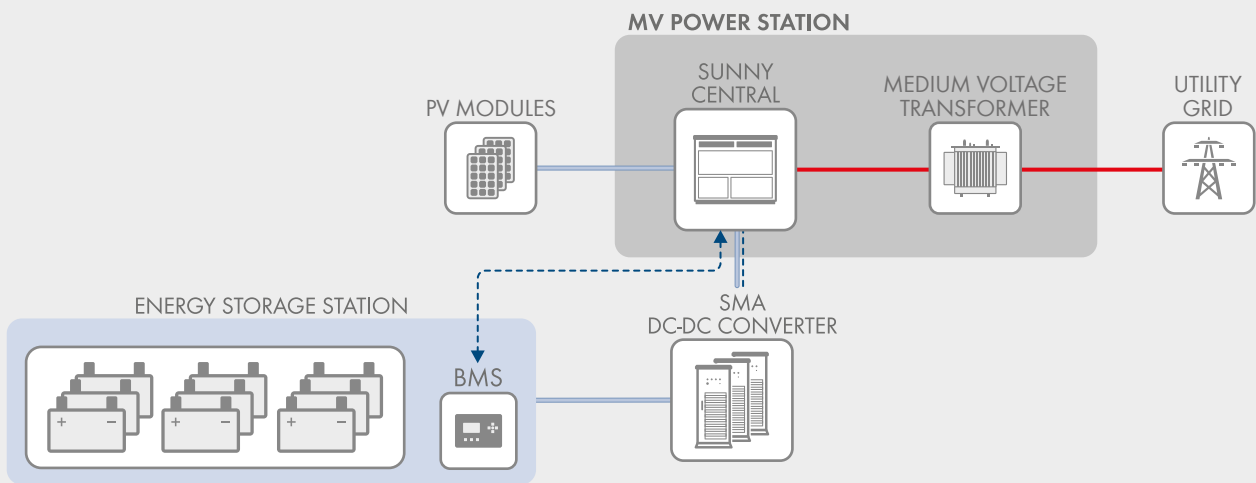 MV POWER STATION
SUNNY
CENTRAL
MEDIUM VOLTAGE
TRANSFORMER
UTILITY
GRID
PV MODULES
ENERGY STORAGE STATION
SMA
DC-DC CONVERTER
BMS
+ −
+ −
+ −